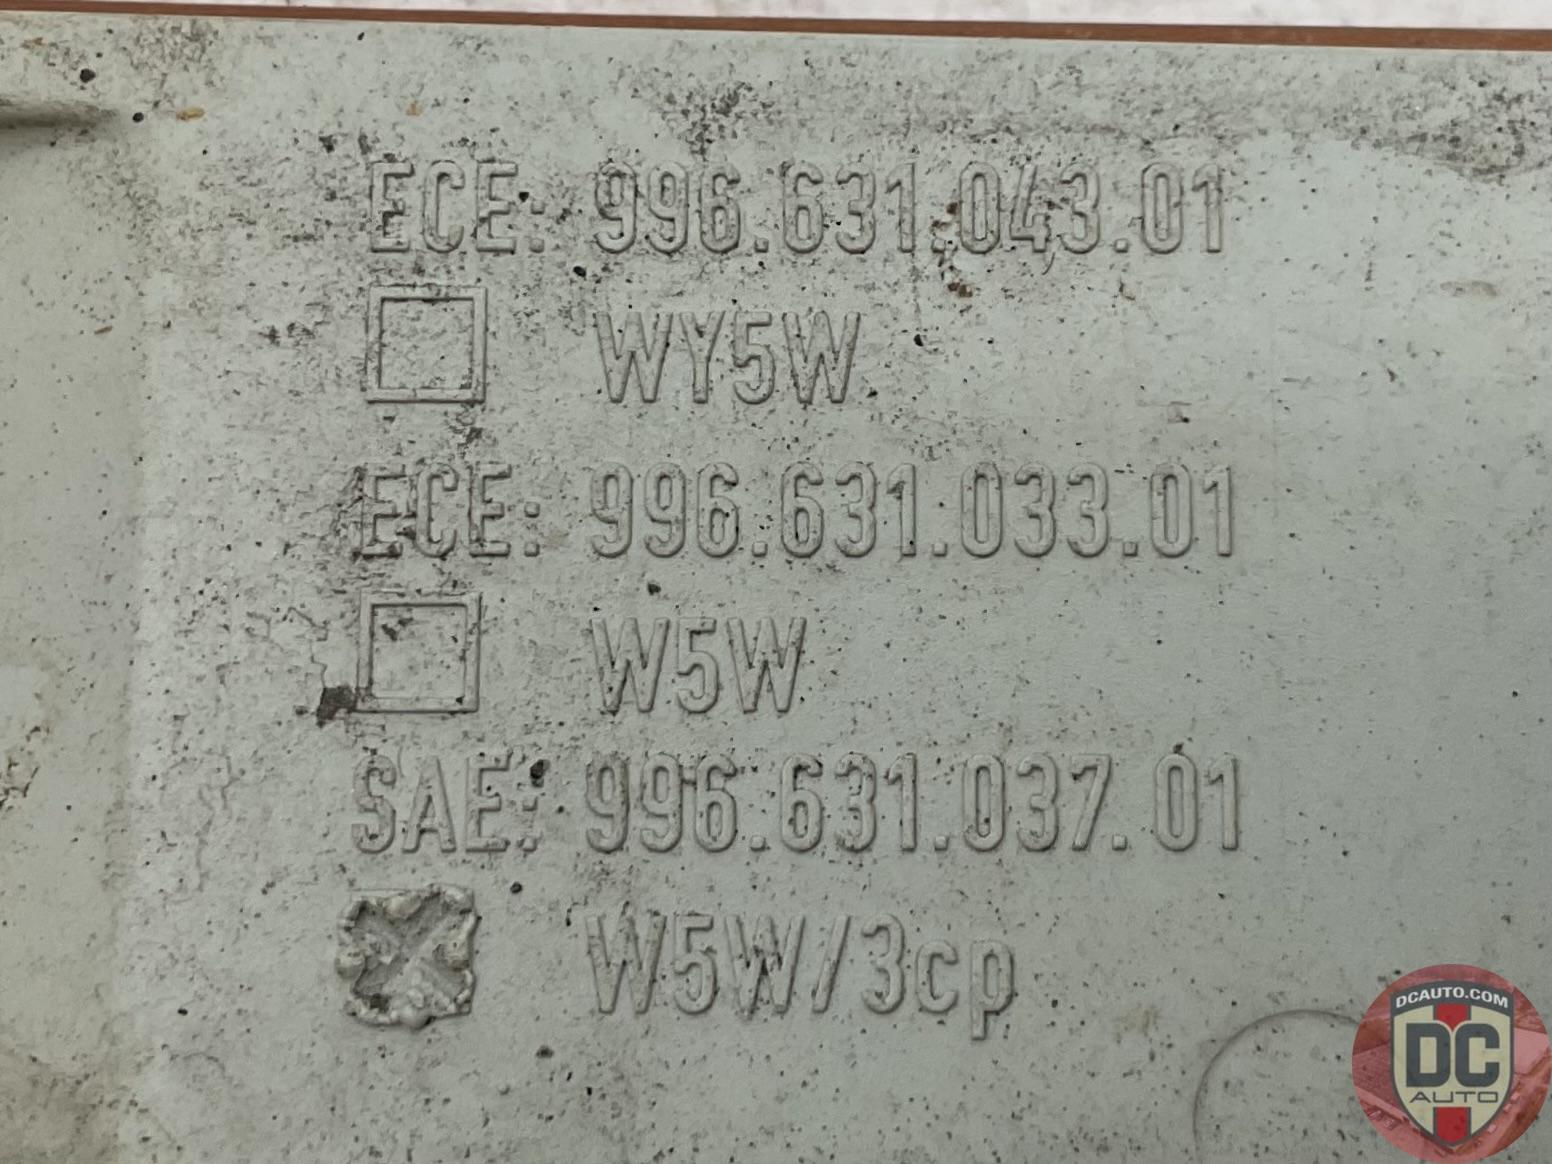 ECE: 996.631.043.01
WY5W
ECE: 996.631.033.01
W5W
SAE: 996.631.037.01
W5W/3cp
DCAUTO.COM
DC
AUTO